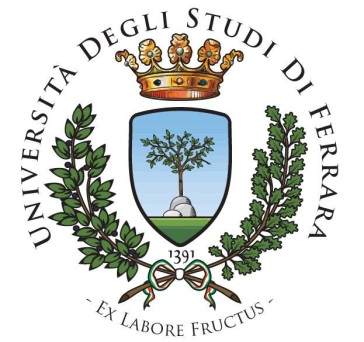 UNIVERSITÀ DEGLI STUDI DI FERRARA
1391
- EX LABORE FRUCTUS -